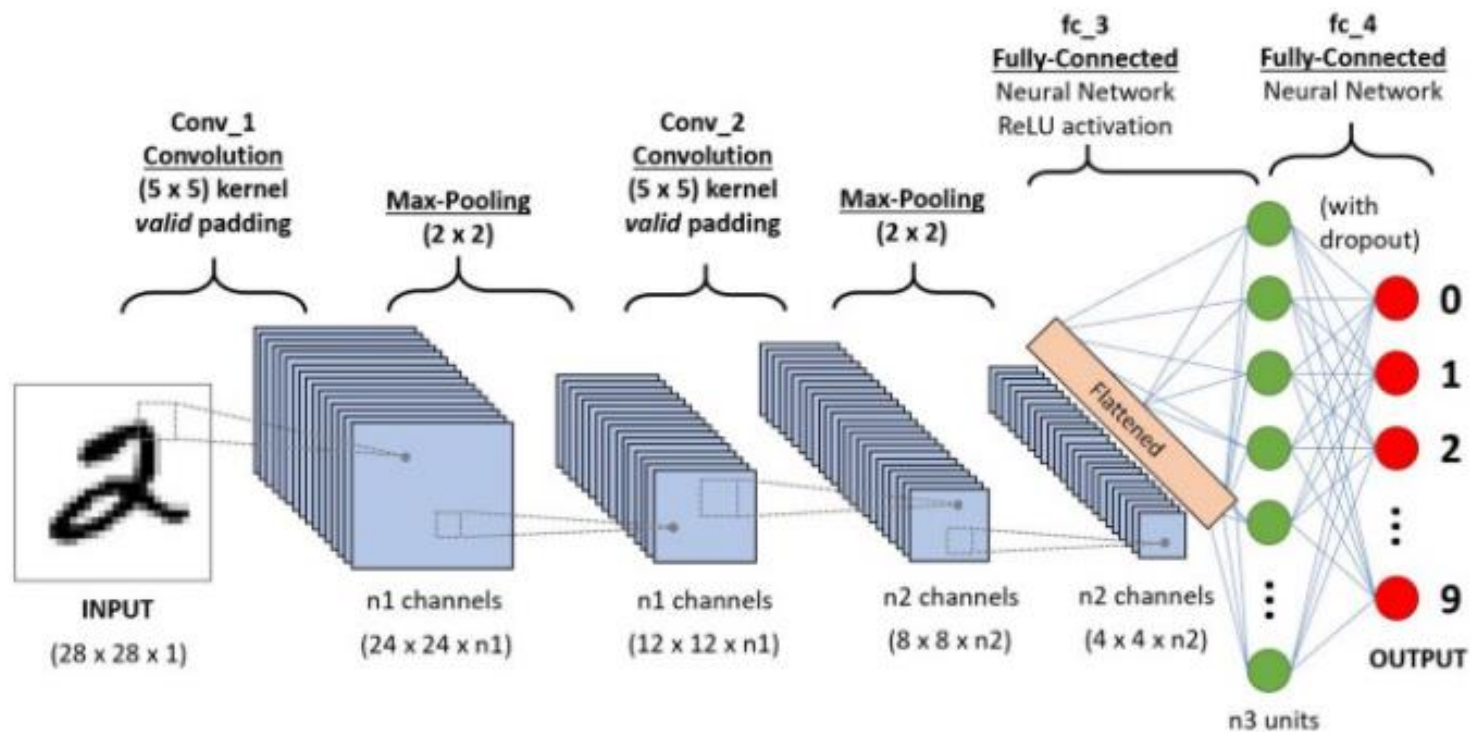 Conv_1
Convolution
(5 x 5) kernel
valid padding
Max-Pooling
(2 x 2)
Conv_2
Convolution
(5 x 5) kernel
valid padding
Max-Pooling
(2 x 2)
fc_3
Fully-Connected
Neural Network
ReLU activation
fc_4
Fully-Connected
Neural Network
(with
dropout)
2
Flattened
0
1
2
9
INPUT
(28 x 28 x 1)
n1 channels
(24 x 24 x n1)
n1 channels
(12 x 12 x n1)
n2 channels
(8 x 8 x n2)
n2 channels
(4 x 4 x n2)
n3 units
OUTPUT